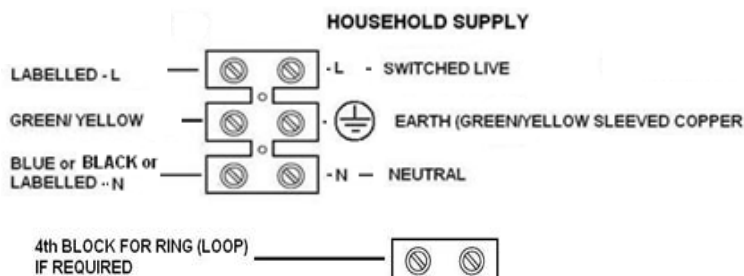 HOUSEHOLD SUPPLY
LABELLED - L
- L - SWITCHED LIVE
GREEN/ YELLOW
- EARTH (GREEN/YELLOW SLEEVED COPPER
BLUE or BLACK or
LABELLED - N
- N — NEUTRAL
4th BLOCK FOR RING (LOOP)
IF REQUIRED